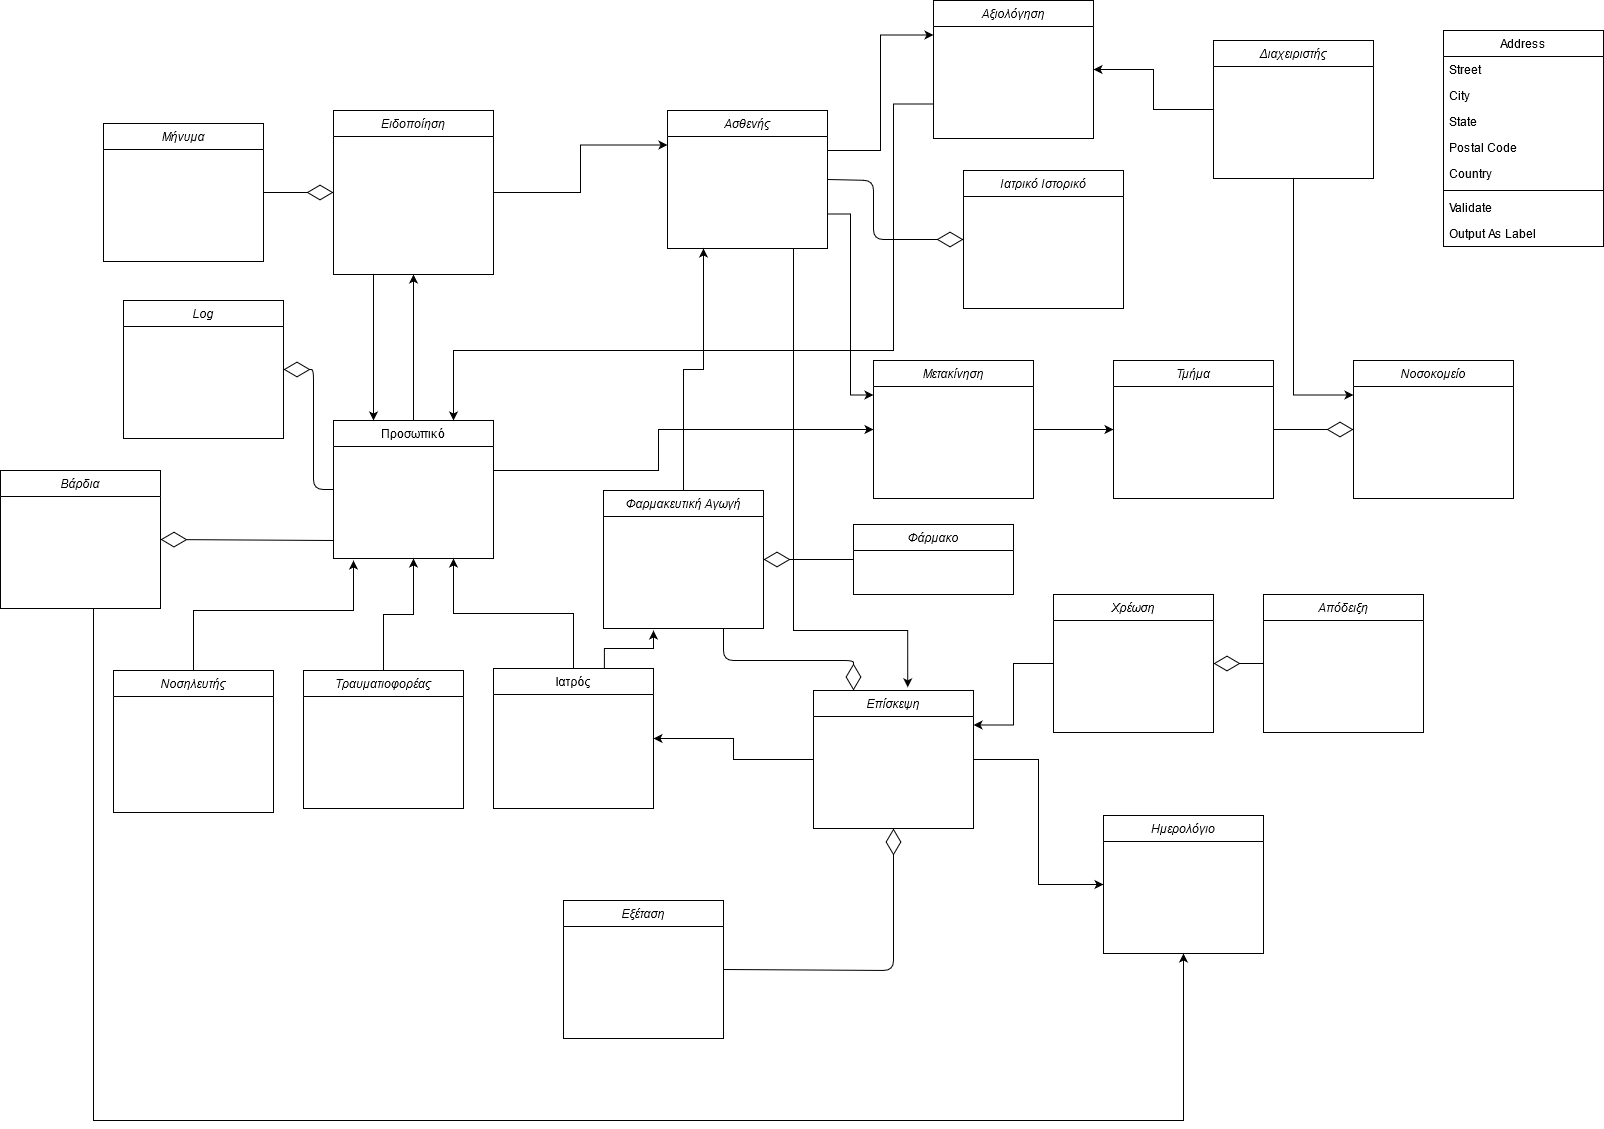 Αξιολόγηση
Διαχειριστής
Address
Street
City
State
Postal Code
Country
Validate
Output As Label
Μήνυμα
Ειδοποίηση
Ασθενής
Ιατρικό Ιστορικό
Log
Μετακίνηση
Τμήμα
Νοσοκομείο
Προσωπικό
Βάρδια
Φαρμακευτική Αγωγή
Φάρμακο
Χρέωση
Απόδειξη
Νοσηλευτής
Τραυματιοφορέας
Ιατρός
Επίσκεψη
Ημερολόγιο
Εξέταση